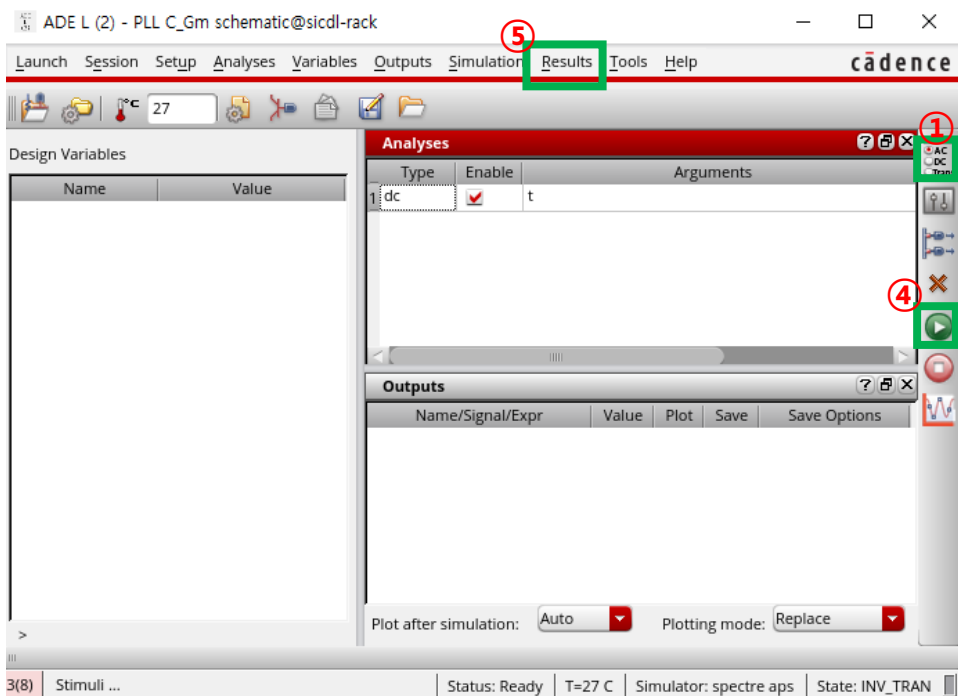 ADE L (2) - PLL C_Gm schematic@sicdl-rack
⑤
Launch Session Setup Analyses Variables Outputs Simulation Results Tools Help cādence
°C 27
①
Design Variables
Name Value
Analyses
AC
DC
Trans
Type Enable Arguments
1 dc t
④
Outputs
Name/Signal/Expr Value Plot Save Save Options
Plot after simulation: Auto Plotting mode: Replace
>
3(8) Stimuli ... Status: Ready T=27 C Simulator: spectre aps State: INV_TRAN